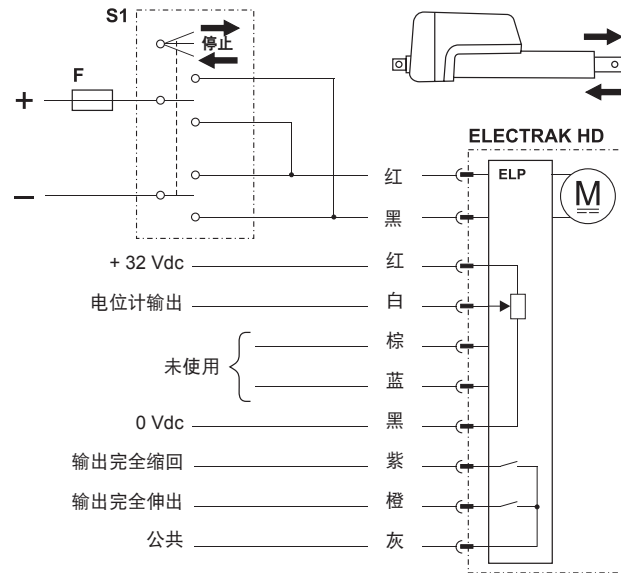 S1
停止
F
+
−
ELECTRAK HD
ELP
M
红
黑
+ 32 Vdc 红
电位计输出 白
未使用
棕
蓝
0 Vdc 黑
输出完全缩回 紫
输出完全伸出 橙
公共 灰